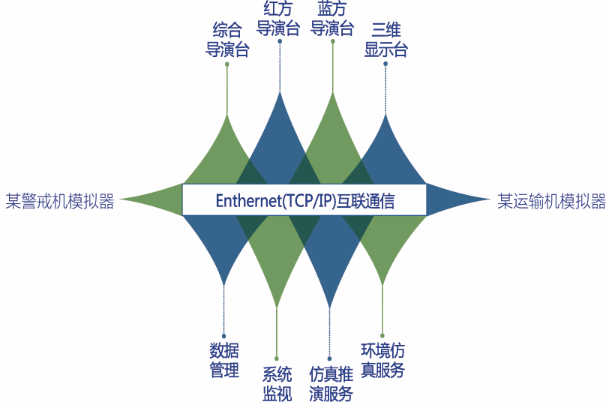 综合
导演台
红方
导演台
蓝方
导演台
三维
显示台
某警戒机模拟器
Enthernet(TCP/IP)互联通信
某运输机模拟器
数据
管理
系统
监视
仿真推
演服务
环境仿
真服务